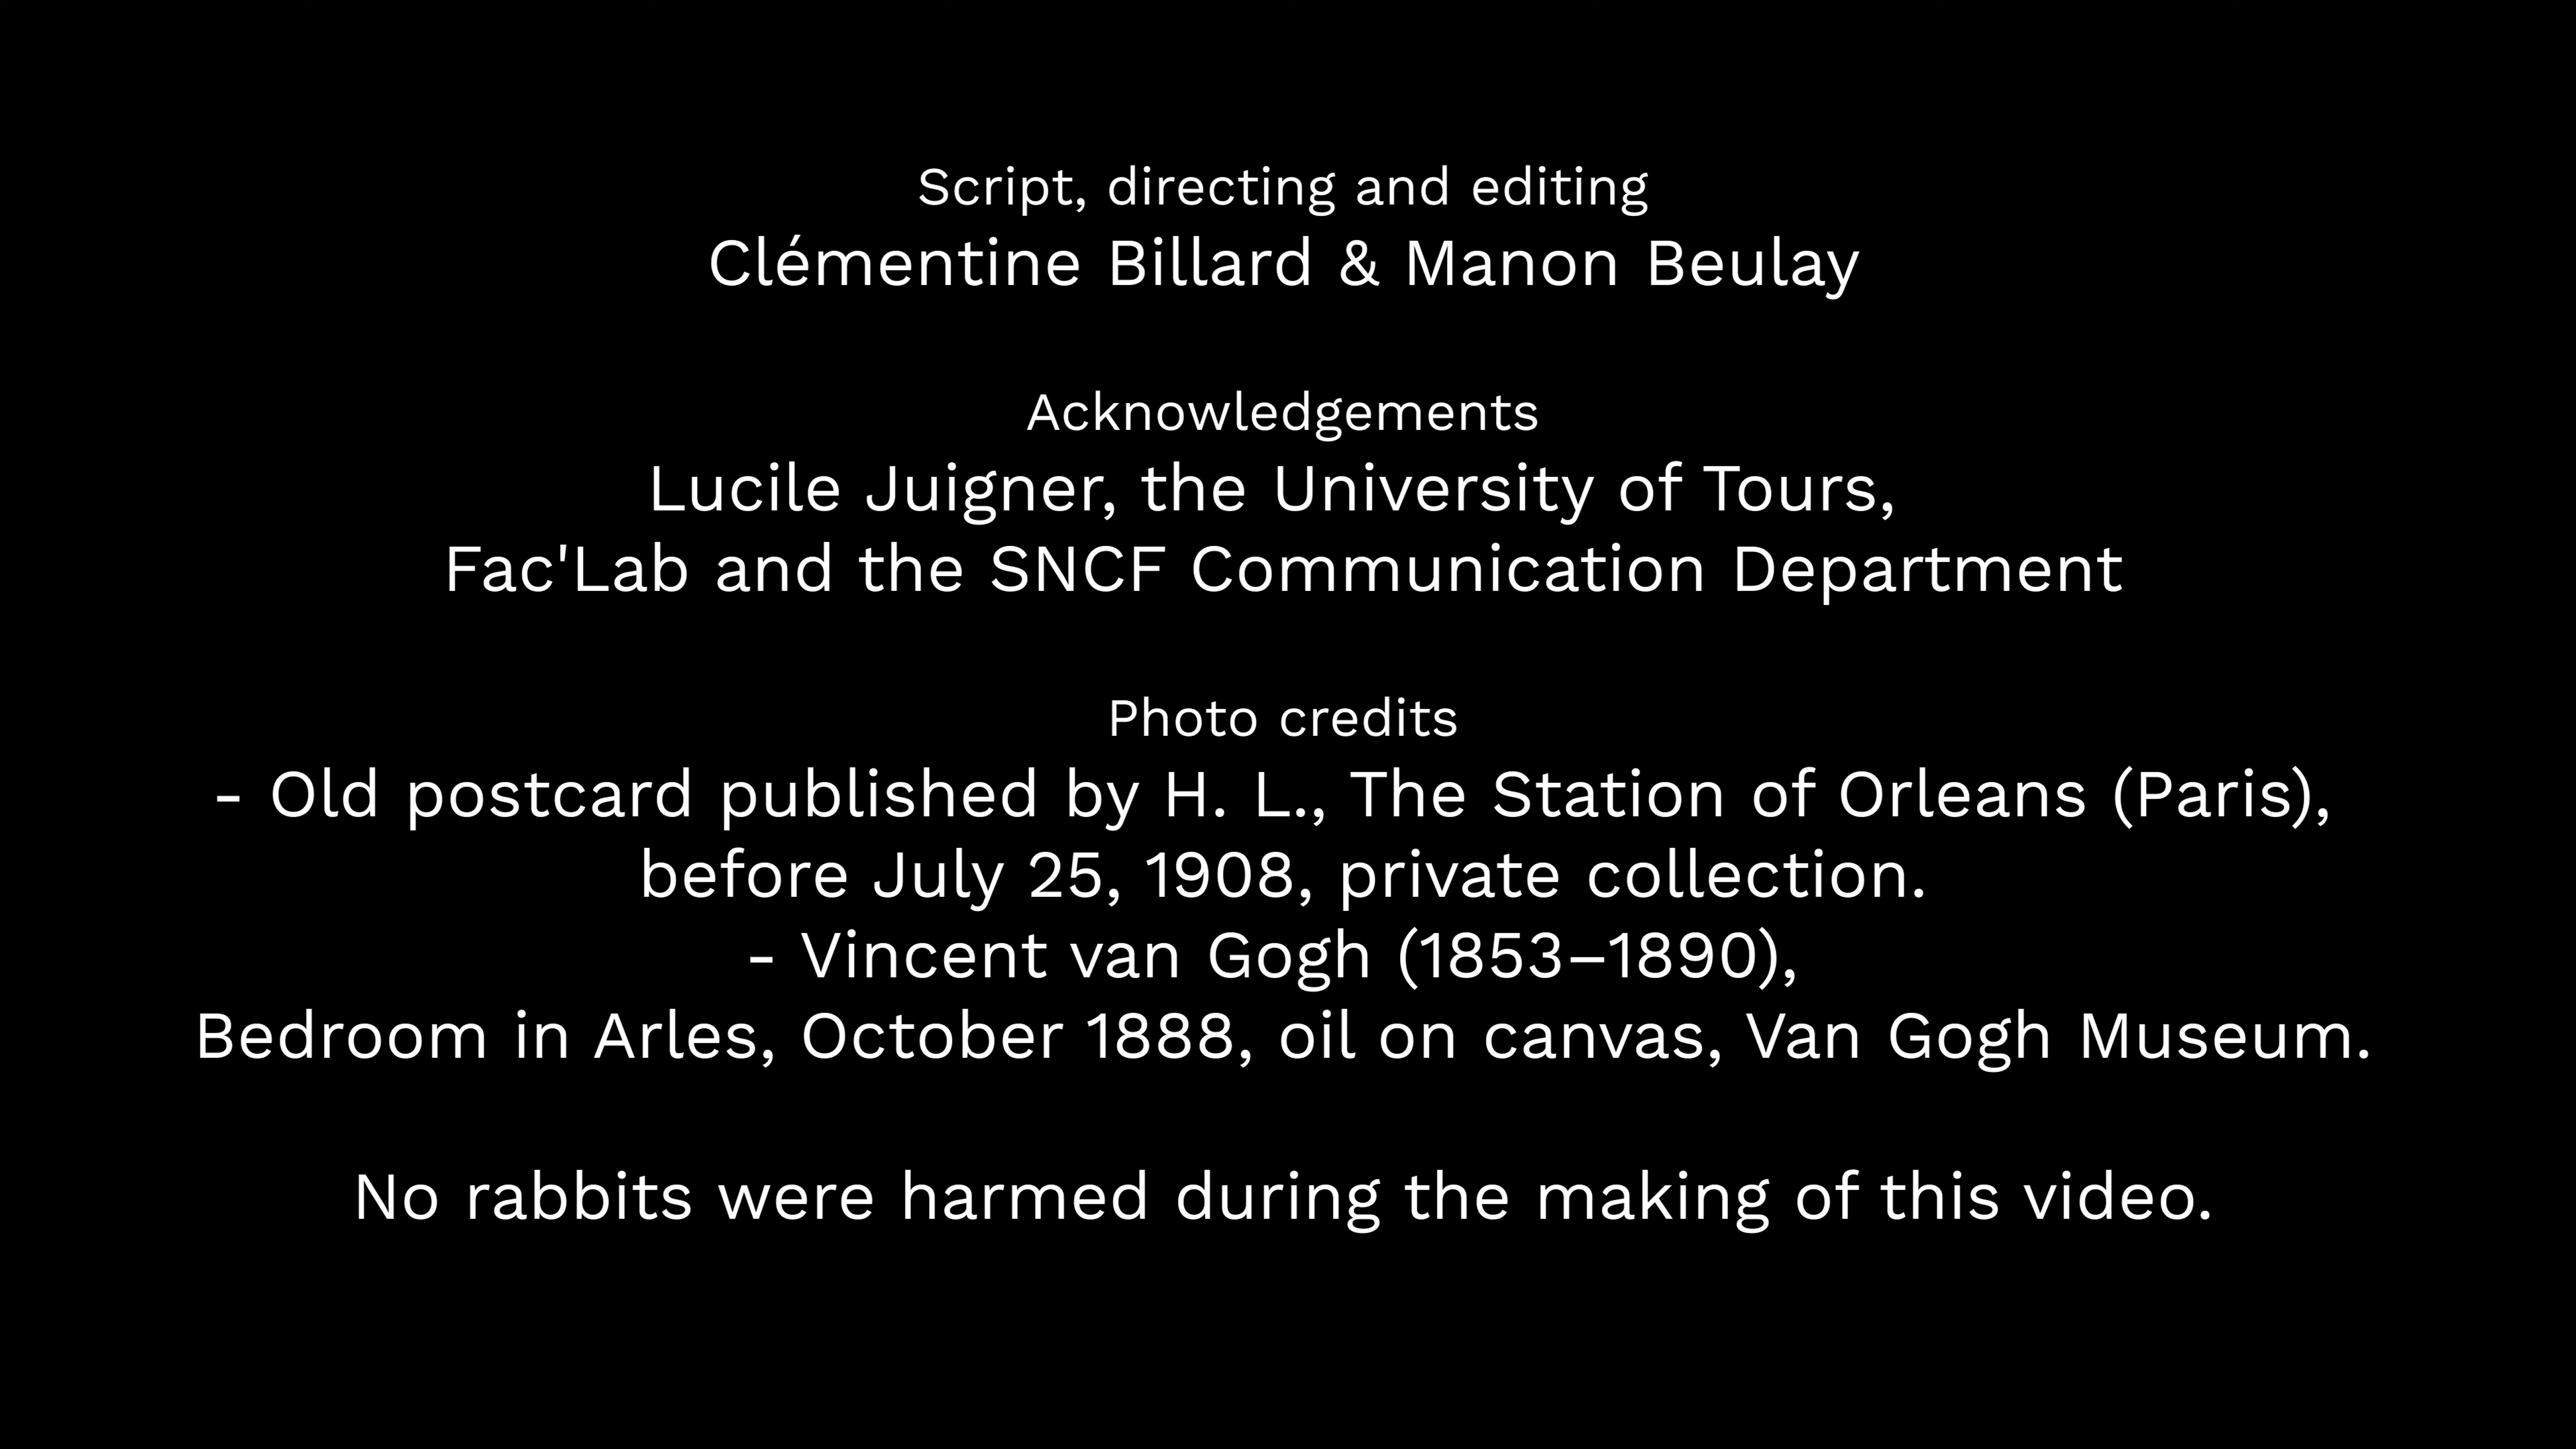 Script, directing and editing
Clémentine Billard & Manon Beulay
Acknowledgements
Lucile Juigner, the University of Tours,
Fac'Lab and the SNCF Communication Department
Photo credits
- Old postcard published by H. L., The Station of Orleans (Paris),
before July 25, 1908, private collection.
- Vincent van Gogh (1853–1890),
Bedroom in Arles, October 1888, oil on canvas, Van Gogh Museum.
No rabbits were harmed during the making of this video.